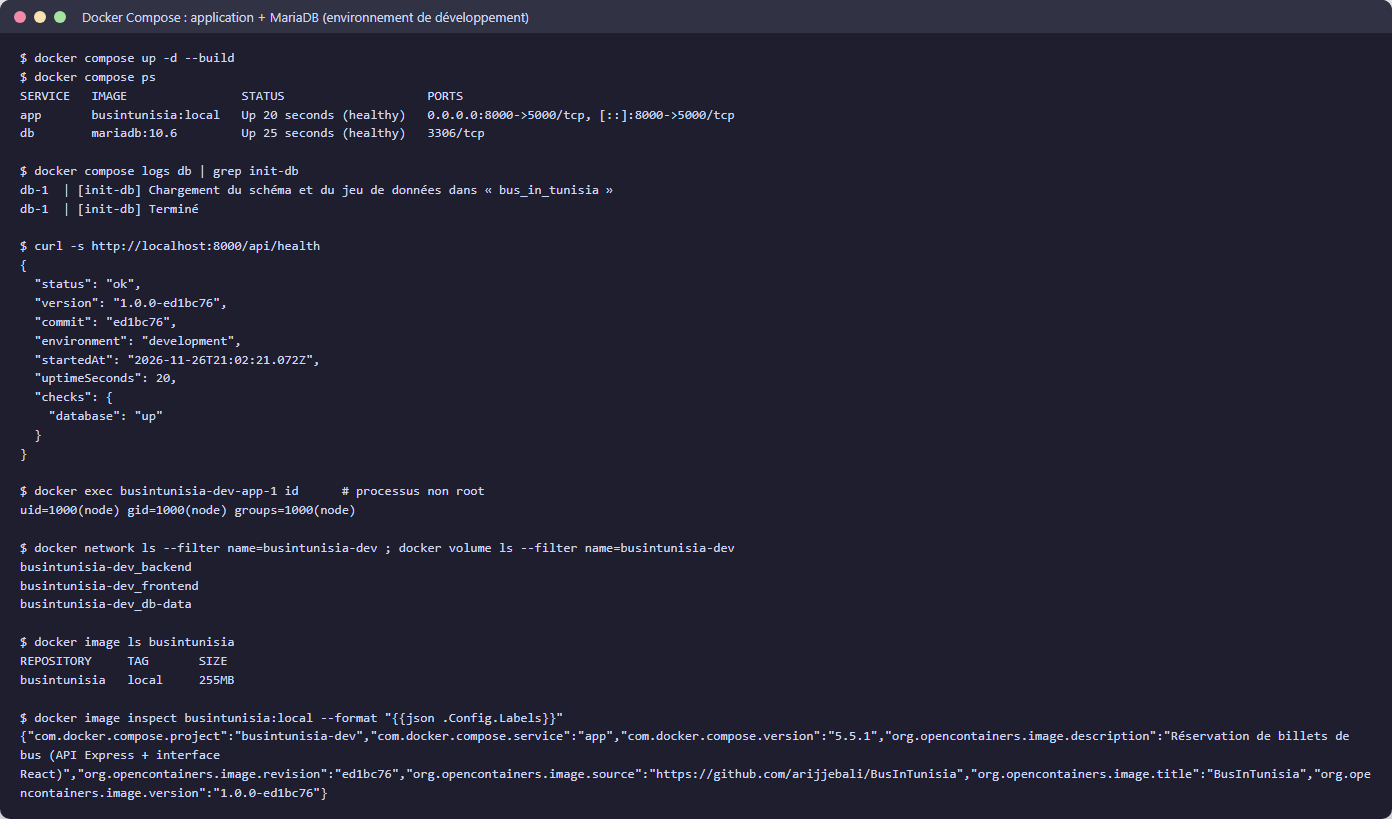 Docker Compose : application + MariaDB (environnement de développement)
$ docker compose up -d --build
$ docker compose ps
SERVICE   IMAGE                STATUS                    PORTS
app       busintunisia:local   Up 20 seconds (healthy)   0.0.0.0:8000->5000/tcp, [::]:8000->5000/tcp
db        mariadb:10.6         Up 25 seconds (healthy)   3306/tcp
$ docker compose logs db | grep init-db
db-1  | [init-db] Chargement du schéma et du jeu de données dans « bus_in_tunisia »
db-1  | [init-db] Terminé
$ curl -s http://localhost:8000/api/health
{
  "status": "ok",
  "version": "1.0.0-ed1bc76",
  "commit": "ed1bc76",
  "environment": "development",
  "startedAt": "2026-11-26T21:02:21.072Z",
  "uptimeSeconds": 20,
  "checks": {
    "database": "up"
  }
}
$ docker exec busintunisia-dev-app-1 id      # processus non root
uid=1000(node) gid=1000(node) groups=1000(node)
$ docker network ls --filter name=busintunisia-dev ; docker volume ls --filter name=busintunisia-dev
busintunisia-dev_backend
busintunisia-dev_frontend
busintunisia-dev_db-data
$ docker image ls busintunisia
REPOSITORY     TAG       SIZE
busintunisia   local     255MB
$ docker image inspect busintunisia:local --format "{{json .Config.Labels}}"
{"com.docker.compose.project":"busintunisia-dev","com.docker.compose.service":"app","com.docker.compose.version":"5.5.1","org.opencontainers.image.description":"Réservation de billets de
bus (API Express + interface
React)","org.opencontainers.image.revision":"ed1bc76","org.opencontainers.image.source":"https://github.com/arijjebali/BusInTunisia","org.opencontainers.image.title":"BusInTunisia","org.ope
ncontainers.image.version":"1.0.0-ed1bc76"}